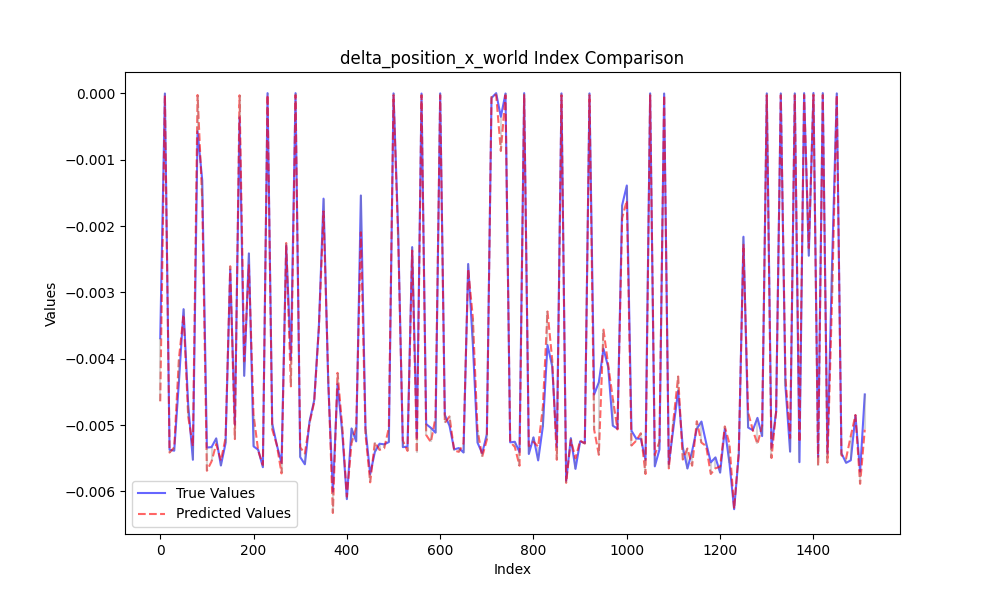 delta_position_x_world Index Comparison
0.000
−0.001
−0.002
−0.003
−0.004
−0.005
−0.006
Values
True Values
Predicted Values
0 200 400 600 800 1000 1200 1400
Index